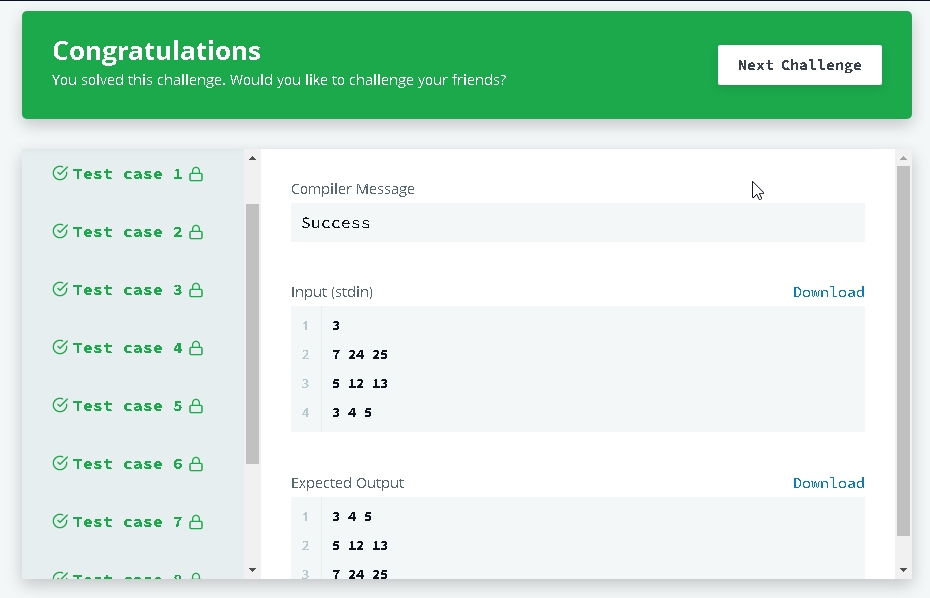 Congratulations
You solved this challenge. Would you like to challenge your friends?
Next Challenge
Test case 1
Test case 2
Test case 3
Test case 4
Test case 5
Test case 6
Test case 7
Test case 8
Compiler Message
Success
Input (stdin)
Download
1 3
2 7 24 25
3 5 12 13
4 3 4 5
Expected Output
Download
1 3 4 5
2 5 12 13
3 7 24 25